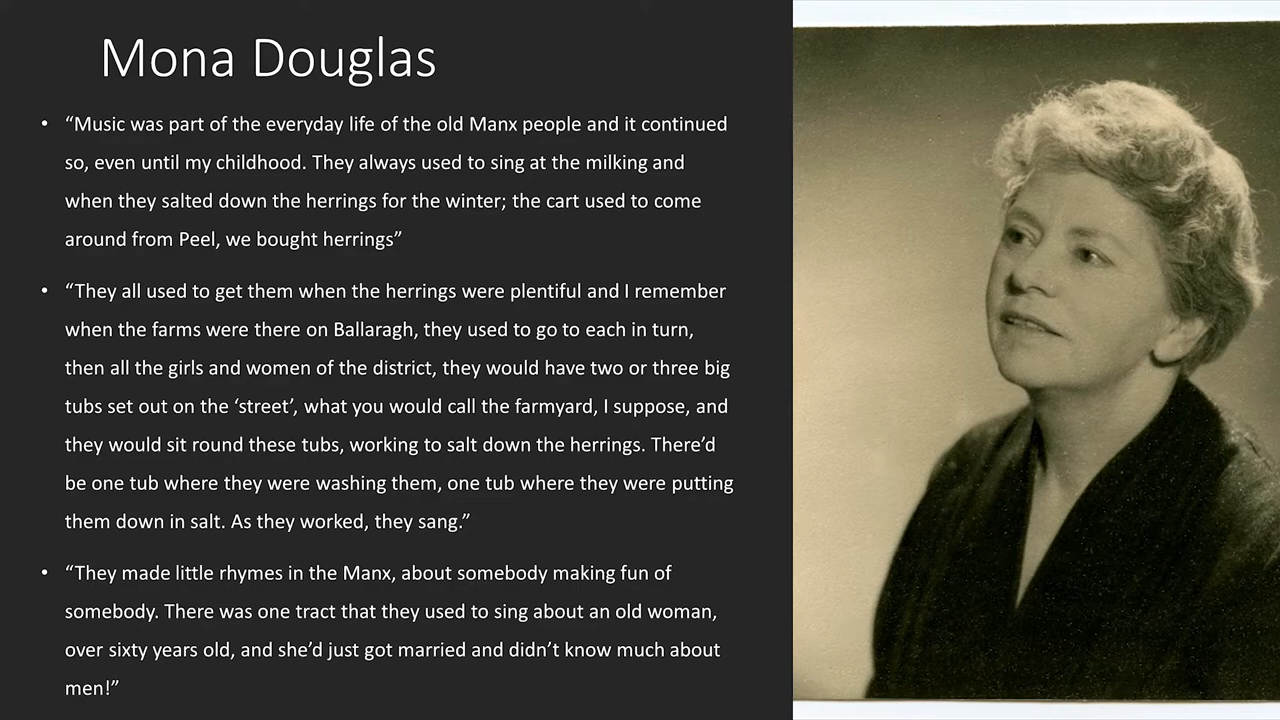 Mona Douglas
• “Music was part of the everyday life of the old Manx people and it continued
so, even until my childhood. They always used to sing at the milking and
when they salted down the herrings for the winter; the cart used to come
around from Peel, we bought herrings”
• “They all used to get them when the herrings were plentiful and I remember
when the farms were there on Ballaragh, they used to go to each in turn,
then all the girls and women of the district, they would have two or three big
tubs set out on the ‘street’, what you would call the farmyard, I suppose, and
they would sit round these tubs, working to salt down the herrings. There’d
be one tub where they were washing them, one tub where they were putting
them down in salt. As they worked, they sang.”
• “They made little rhymes in the Manx, about somebody making fun of
somebody. There was one tract that they used to sing about an old woman,
over sixty years old, and she’d just got married and didn’t know much about
men!”